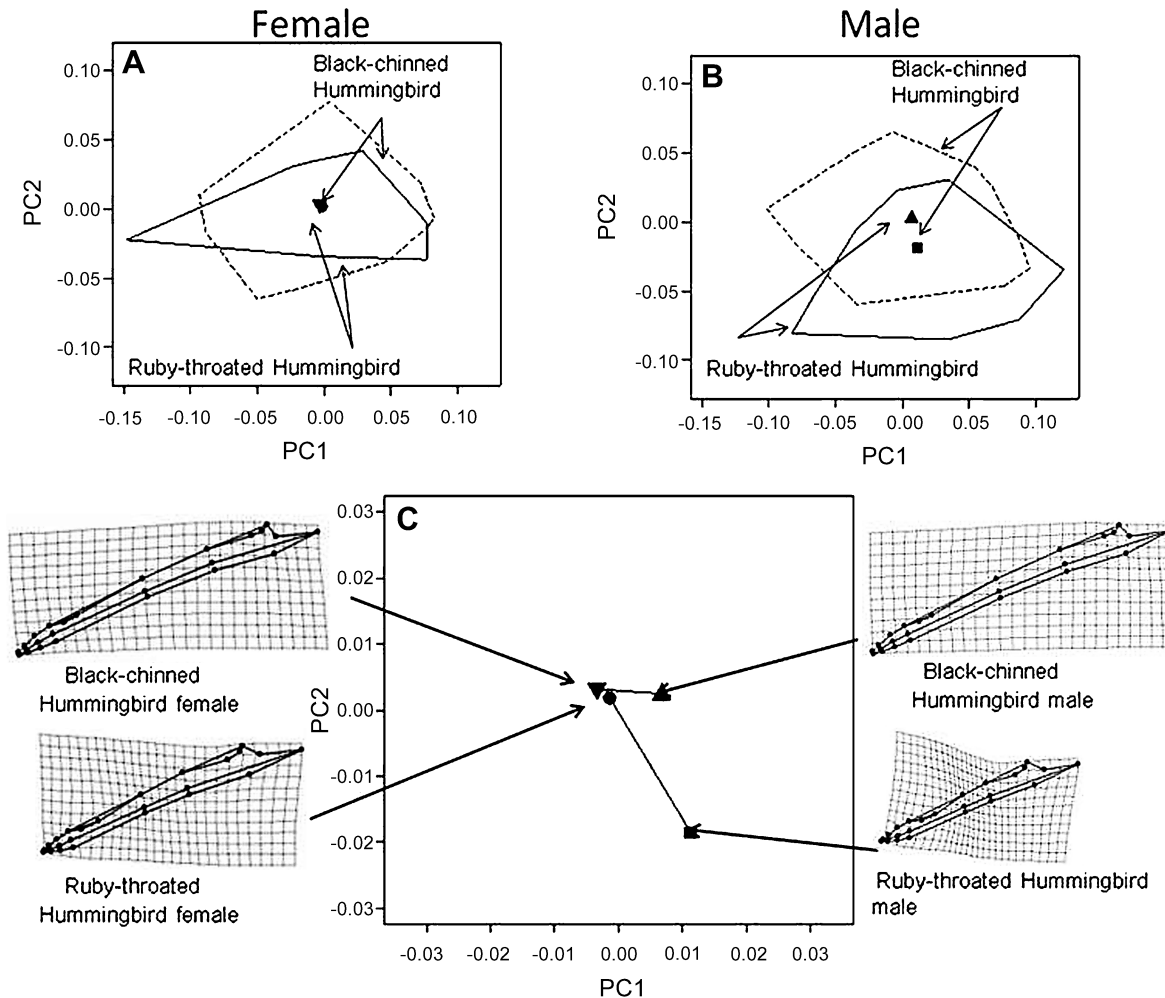 Female
Male
A
Black-chinned
Hummingbird
0.10
0.05
0.00
-0.05
-0.10
PC2
Ruby-throated Hummingbird
-0.15
-0.10
-0.05
0.00
0.05
0.10
PC1
B
Black-chinned
Hummingbird
0.10
0.05
0.00
-0.05
-0.10
PC2
Ruby-throated Hummingbird
-0.15
-0.10
-0.05
0.00
0.05
0.10
PC1
C
0.03
0.02
0.01
0.00
-0.01
-0.02
-0.03
PC2
-0.03
-0.02
-0.01
0.00
0.01
0.02
0.03
PC1
Black-chinned
Hummingbird female
Ruby-throated
Hummingbird female
Black-chinned
Hummingbird male
Ruby-throated Hummingbird
male